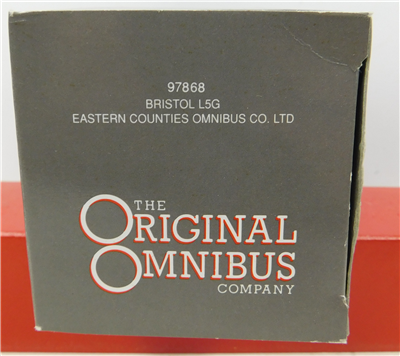 97868
BRISTOL L5G
EASTERN COUNTIES OMNIBUS CO. LTD
THE
ORIGINAL
OMNIBUS
COMPANY